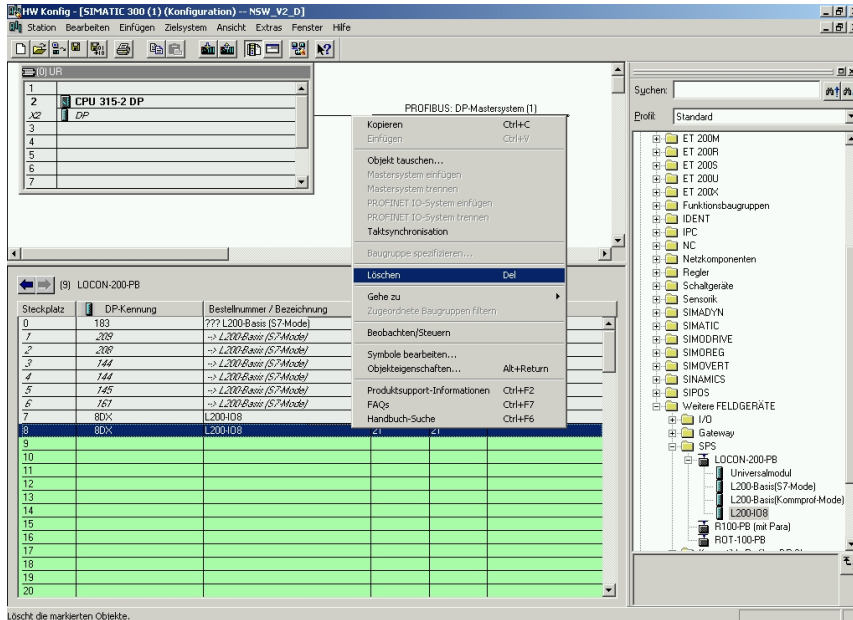 HW Konfig - [SIMATIC 300 (1) (Konfiguration) -- NSW_V2_D]
Station Bearbeiten Einfügen Zielsystem Ansicht Extras Fenster Hilfe
(0) UR
1
2 CPU 315-2 DP
X2 DP
3
4
5
6
7
PROFIBUS: DP-Mastersystem (1)
Kopieren Ctrl+C
Einfügen Ctrl+V
Objekt tauschen...
Mastersystem einfügen
Mastersystem trennen
PROFINET IO-System einfügen
PROFINET IO-System trennen
Taktsynchronisation
Baugruppe spezifizieren...
Löschen Del
Gehe zu
Zugeordnete Baugruppen filtern
Beobachten/Steuern
Symbole bearbeiten...
Objekteigenschaften... Alt+Return
Produktsupport-Informationen Ctrl+F2
FAQs Ctrl+F7
Handbuch-Suche Ctrl+F6
(9) LOCON-200-PB
Steckplatz DP-Kennung Bestellnummer / Bezeichnung
0 183 ??? L200-Basis (S7-Mode)
1 209 --> L200-Basis (S7-Mode)
2 208 --> L200-Basis (S7-Mode)
3 144 --> L200-Basis (S7-Mode)
4 144 --> L200-Basis (S7-Mode)
5 145 --> L200-Basis (S7-Mode)
6 161 --> L200-Basis (S7-Mode)
7 8DX L200-IO8
8 8DX L200-IO8 21 21
9
10
11
12
13
14
15
16
17
18
19
20
Suchen:
Profil: Standard
ET 200M
ET 200R
ET 200S
ET 200U
ET 200X
Funktionsbaugruppen
IDENT
IPC
NC
Netzkomponenten
Regler
Schaltgeräte
Sensorik
SIMADYN
SIMATIC
SIMODRIVE
SIMOREG
SIMOVERT
SINAMICS
SIPOS
Weitere FELDGERÄTE
I/O
Gateway
SPS
LOCON-200-PB
Universalmodul
L200-Basis(S7-Mode)
L200-Basis(Kommprof-Mode)
L200-IO8
R100-PB (mit Para)
ROT-100-PB
Löscht die markierten Objekte.